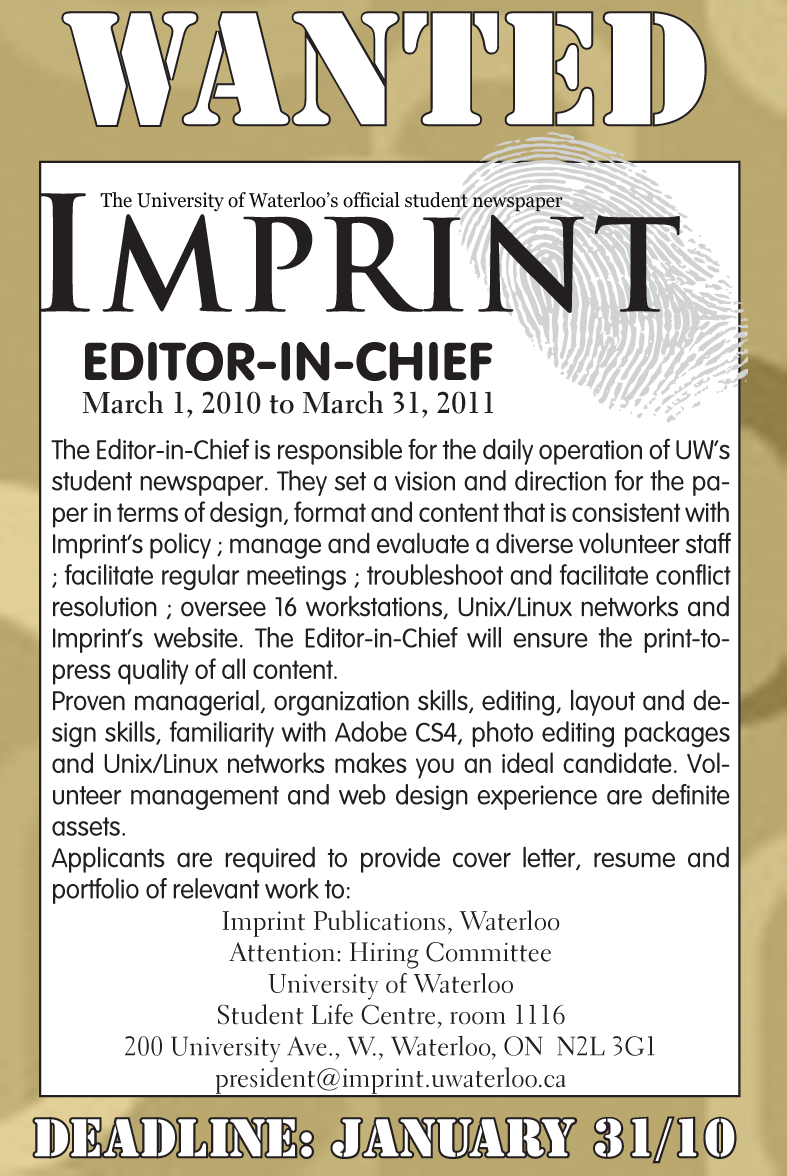 WANTED
The University of Waterloo's official student newspaper
IMPRINT
EDITOR-IN-CHIEF
March 1, 2010 to March 31, 2011
The Editor-in-Chief is responsible for the daily operation of UW's
student newspaper. They set a vision and direction for the pa-
per in terms of design, format and content that is consistent with
Imprint's policy ; manage and evaluate a diverse volunteer staff
; facilitate regular meetings ; troubleshoot and facilitate conflict
resolution ; oversee 16 workstations, Unix/Linux networks and
Imprint's website. The Editor-in-Chief will ensure the print-to-
press quality of all content.
Proven managerial, organization skills, editing, layout and de-
sign skills, familiarity with Adobe CS4, photo editing packages
and Unix/Linux networks makes you an ideal candidate. Vol-
unteer management and web design experience are definite
assets.
Applicants are required to provide cover letter, resume and
portfolio of relevant work to:
Imprint Publications, Waterloo
Attention: Hiring Committee
University of Waterloo
Student Life Centre, room 1116
200 University Ave., W., Waterloo, ON  N2L 3G1
president@imprint.uwaterloo.ca
DEADLINE: JANUARY 31/10